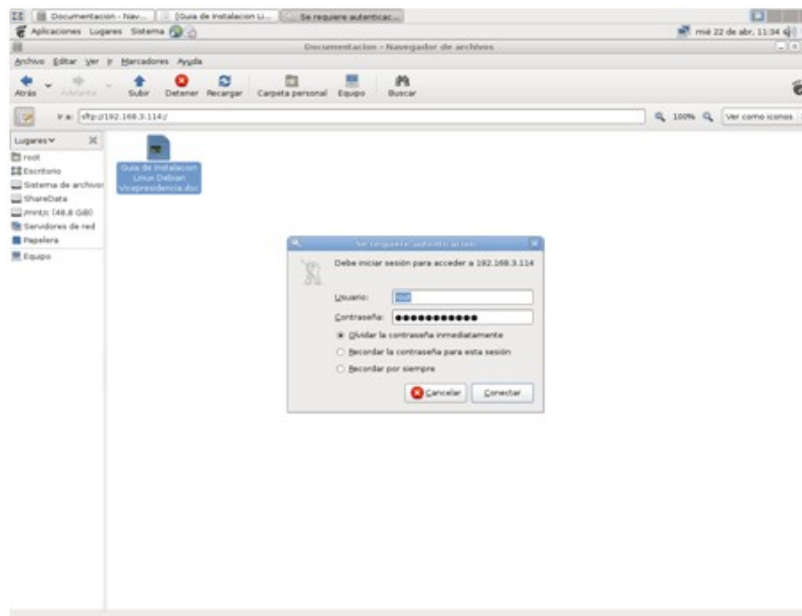 Documentacion - Nav...
[Guia de Instalacion Li...
Se requiere autenticac...
Aplicaciones Lugares Sistema
mié 22 de abr, 11:34
Documentacion - Navegador de archivos
Archivo Editar Ver Ir Marcadores Ayuda
Atrás
Adelante
Subir
Detener
Recargar
Carpeta personal
Equipo
Buscar
Ir a: sftp://192.168.3.114:/
100%
Ver como iconos
Lugares
root
Escritorio
Sistema de archivos
ShareData
/mnt/c (48.8 GiB)
Servidores de red
Papelera
Equipo
Guia de Instalacion
Linux Debian
Vicepresidencia.doc
Se requiere autenticación
Debe iniciar sesión para acceder a 192.168.3.114
Usuario: root
Contraseña: ●●●●●●●●●●●
Olvidar la contraseña inmediatamente
Recordar la contraseña para esta sesión
Recordar por siempre
Cancelar
Conectar